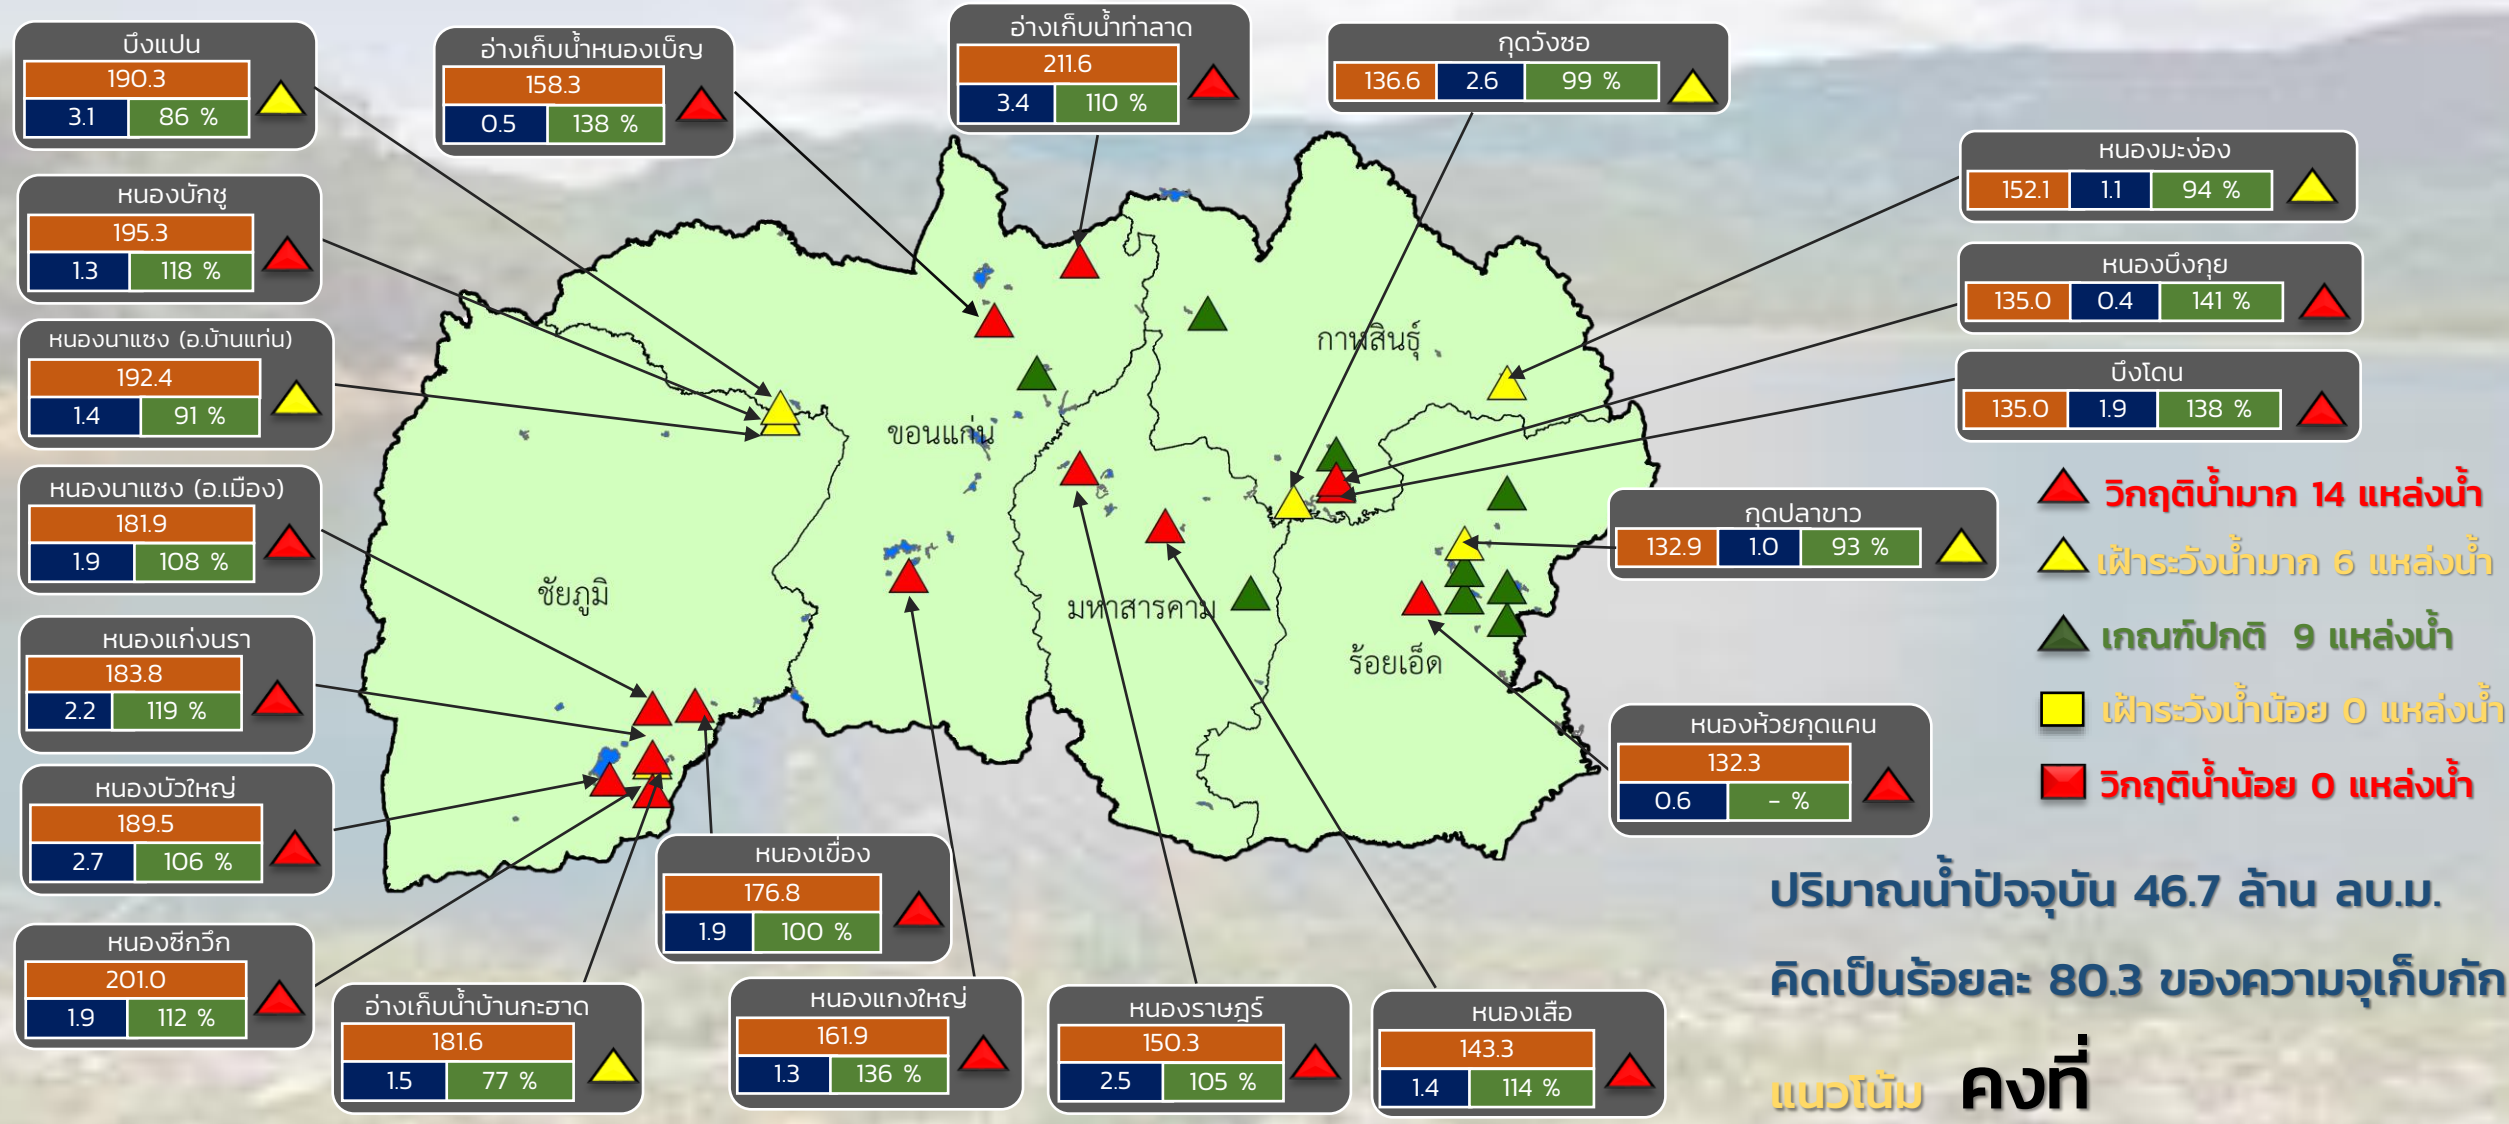 บึงแปน
190.3
3.1 86 %
อ่างเก็บน้ำหนองเบ็ญ
158.3
0.5 138 %
อ่างเก็บน้ำท่าลาด
211.6
3.4 110 %
กุดวังซอ
136.6 2.6 99 %
หนองมะง่อง
152.1 1.1 94 %
หนองบักชู
195.3
1.3 118 %
หนองบึงกุย
135.0 0.4 141 %
หนองนาแซง (อ.บ้านแท่น)
192.4
1.4 91 %
บึงโดน
135.0 1.9 138 %
กาฬสินธุ์
ขอนแก่น
หนองนาแซง (อ.เมือง)
181.9
1.9 108 %
กุดปลาขาว
132.9 1.0 93 %
วิกฤติน้ำมาก 14 แหล่งน้ำ
เฝ้าระวังน้ำมาก 6 แหล่งน้ำ
เกณฑ์ปกติ 9 แหล่งน้ำ
เฝ้าระวังน้ำน้อย 0 แหล่งน้ำ
วิกฤติน้ำน้อย 0 แหล่งน้ำ
ชัยภูมิ
มหาสารคาม
ร้อยเอ็ด
หนองแก่งนรา
183.8
2.2 119 %
หนองห้วยกุดแคน
132.3
0.6 - %
หนองบัวใหญ่
189.5
2.7 106 %
หนองเขื่อง
176.8
1.9 100 %
หนองซีกวึก
201.0
1.9 112 %
อ่างเก็บน้ำบ้านกะฮาด
181.6
1.5 77 %
หนองแกงใหญ่
161.9
1.3 136 %
หนองราษฎร์
150.3
2.5 105 %
หนองเสือ
143.3
1.4 114 %
ปริมาณน้ำปัจจุบัน 46.7 ล้าน ลบ.ม.
คิดเป็นร้อยละ 80.3 ของความจุเก็บกัก
แนวโน้ม คงที่